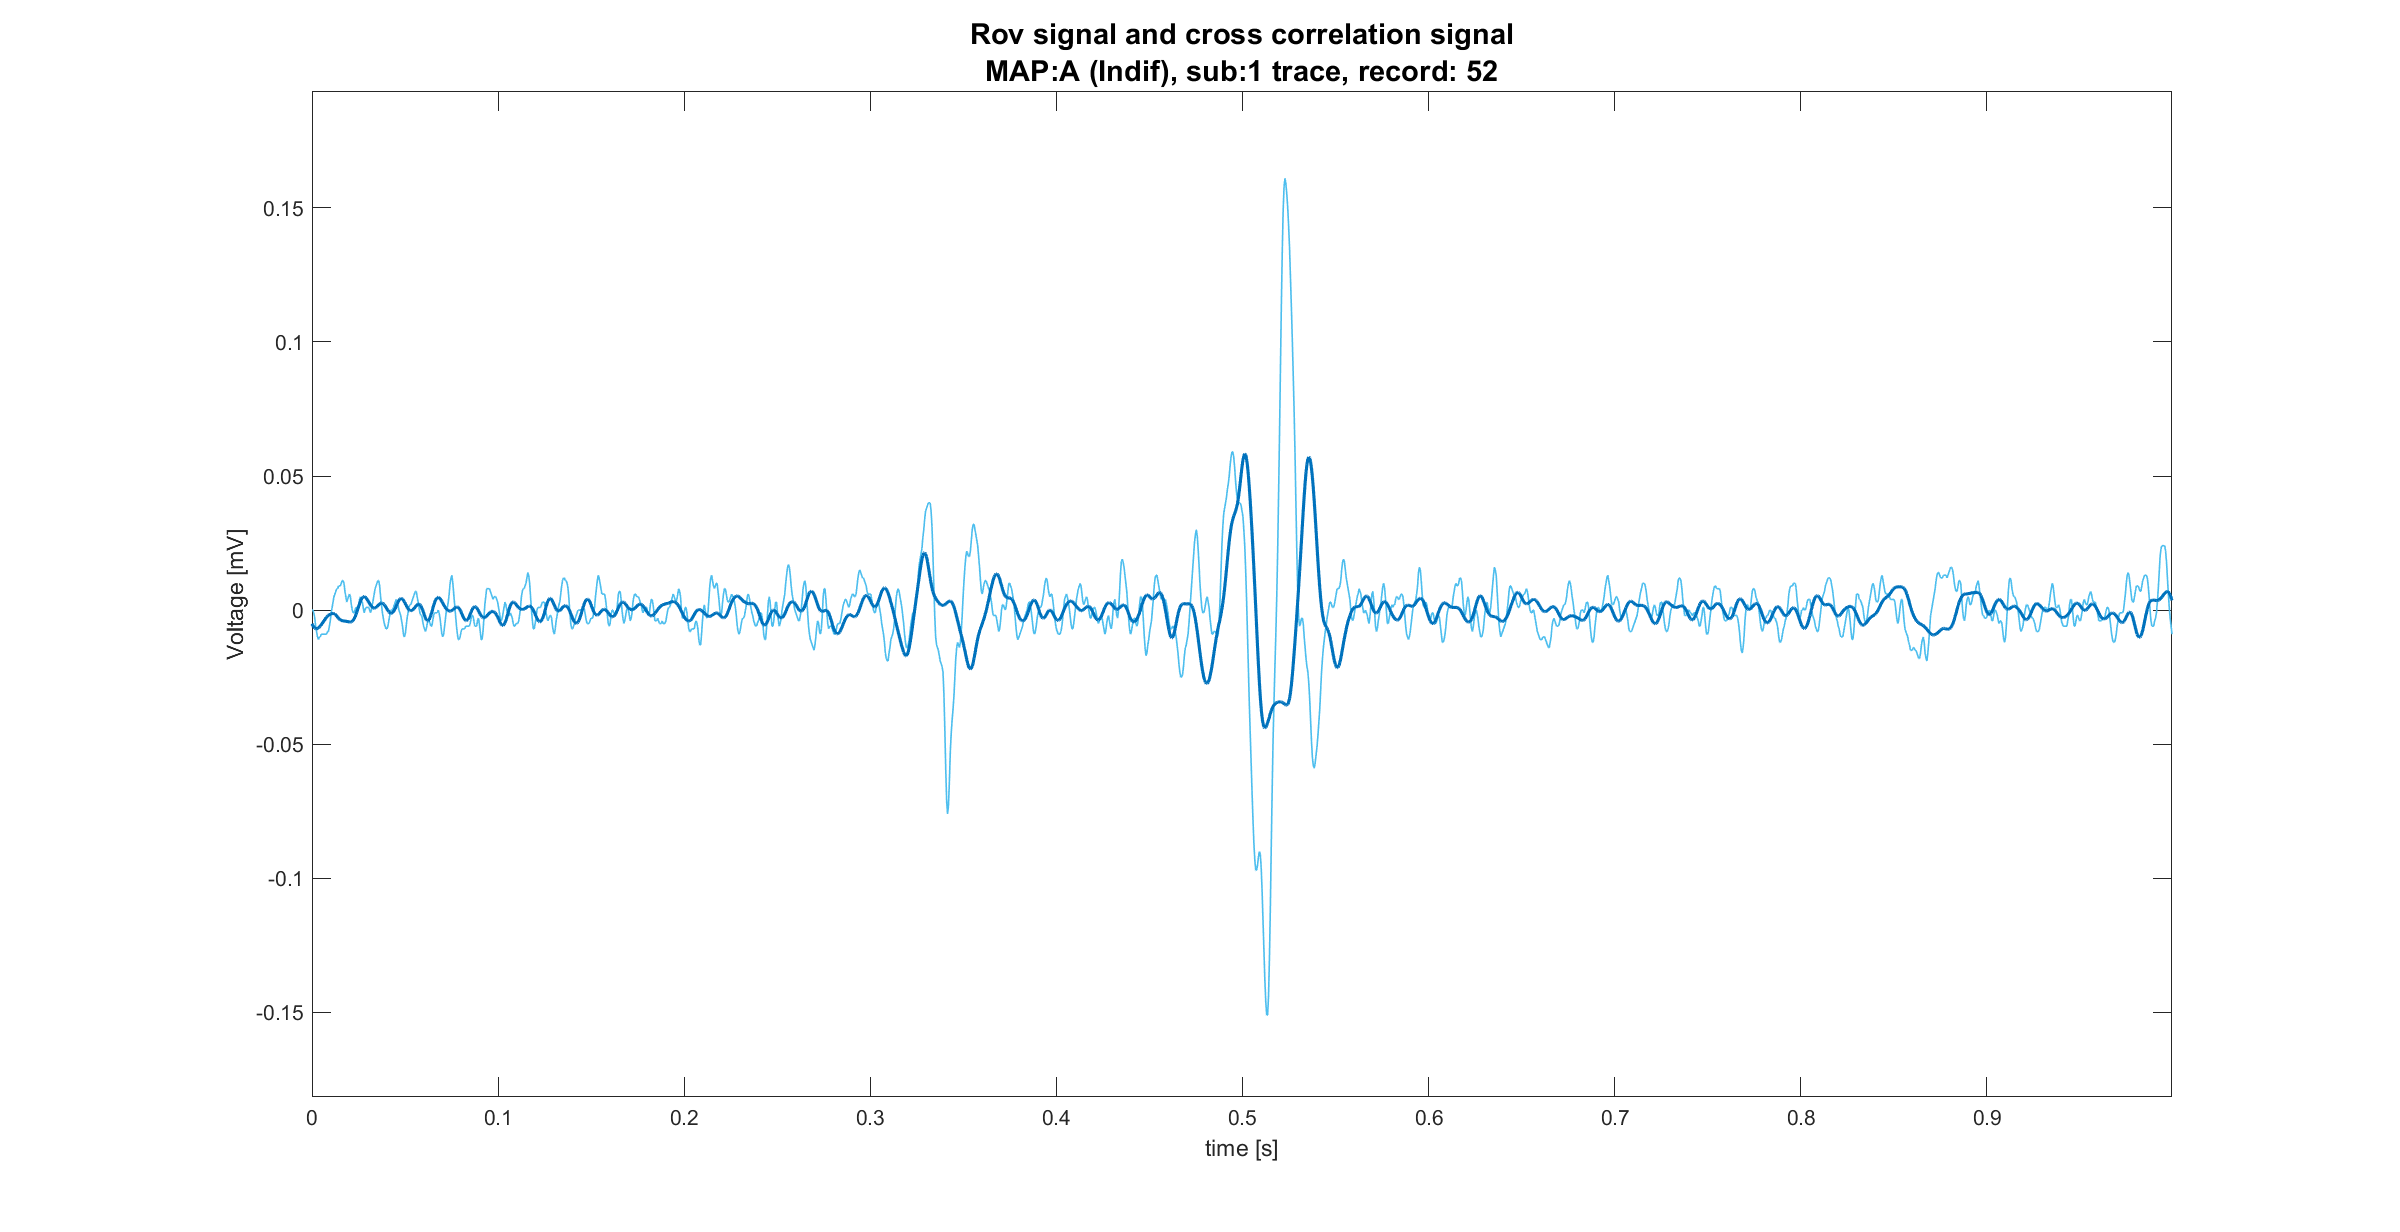 Rov signal and cross correlation signal
MAP:A (Indif), sub:1 trace, record: 52
Voltage [mV]
0.15
0.1
0.05
0
-0.05
-0.1
-0.15
0 0.1 0.2 0.3 0.4 0.5 0.6 0.7 0.8 0.9
time [s]